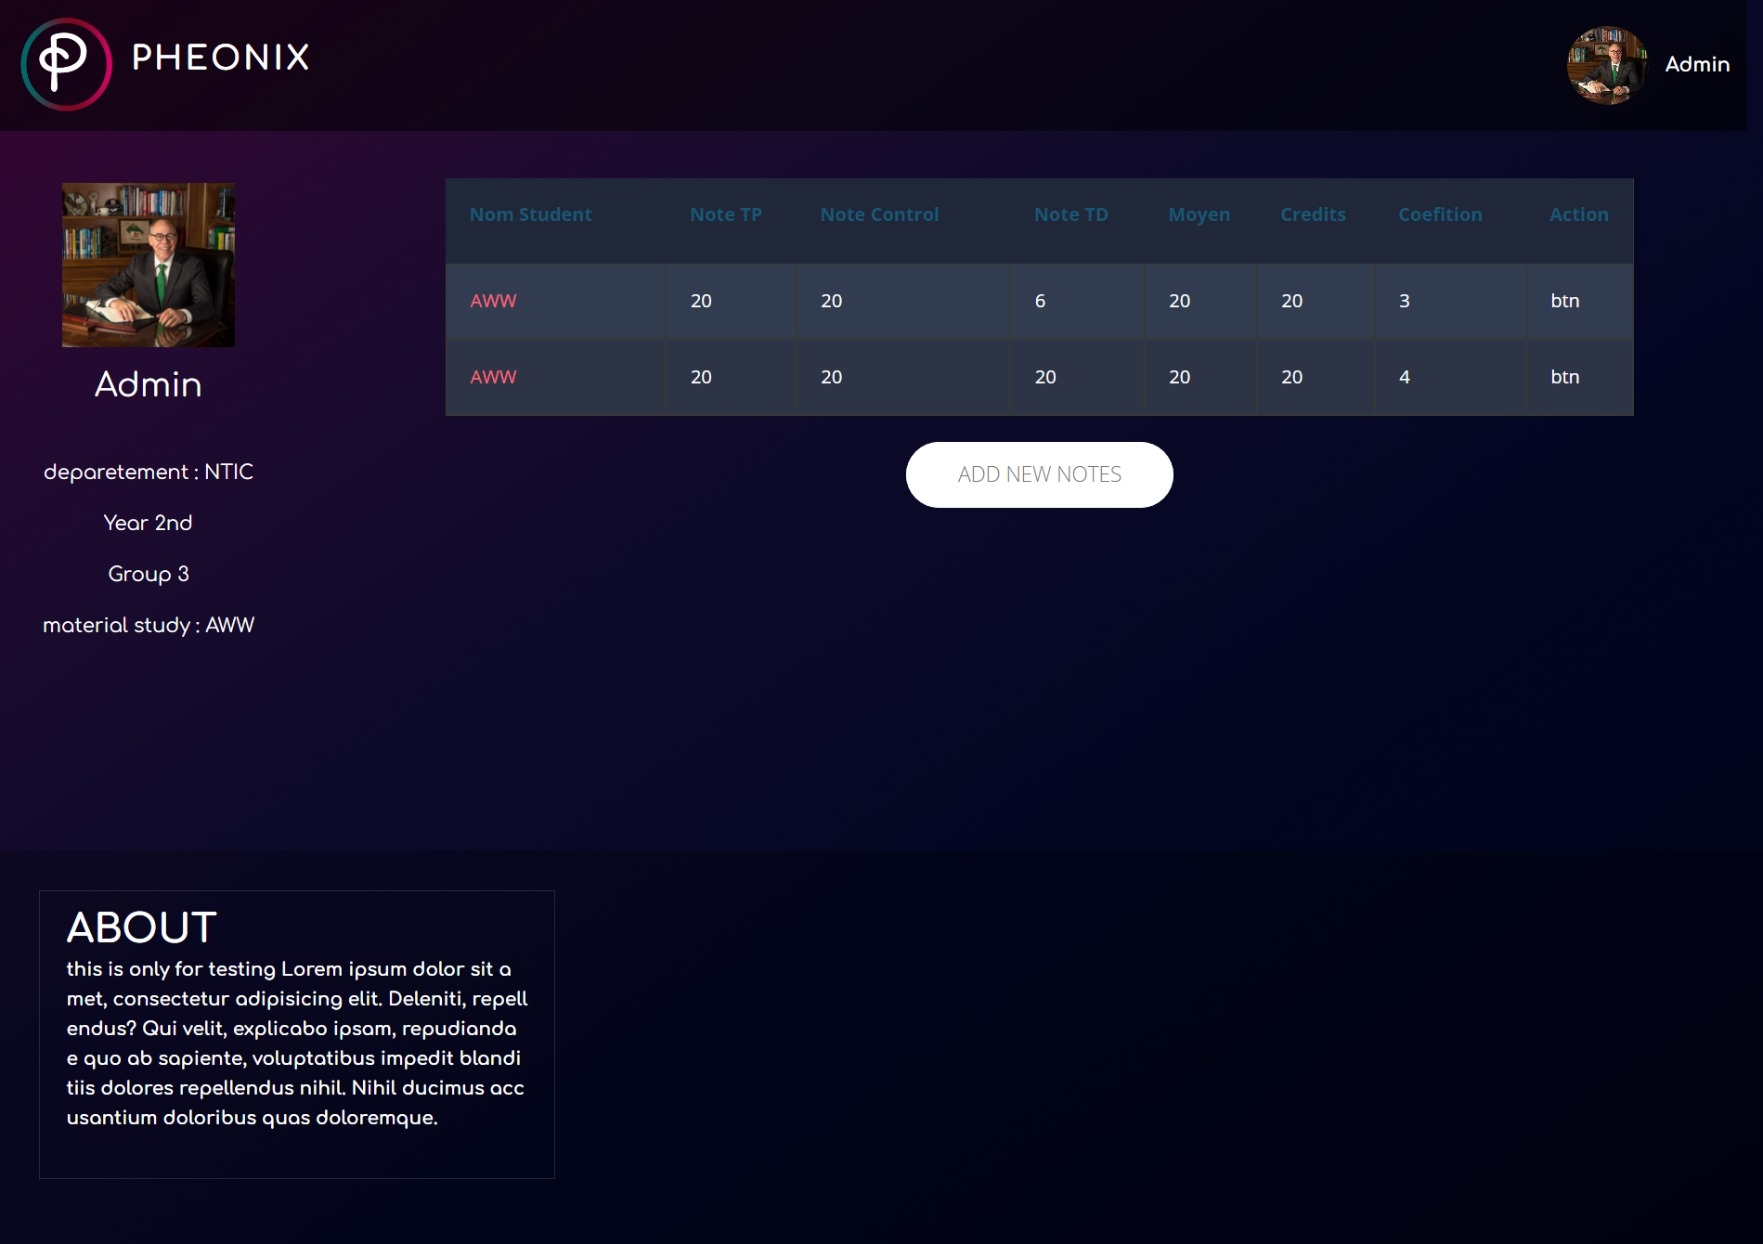 PHEONIX
Admin
Admin
deparetement : NTIC
Year 2nd
Group 3
material study : AWW
Nom Student Note TP Note Control Note TD Moyen Credits Coefition Action
AWW 20 20 6 20 20 3 btn
AWW 20 20 20 20 20 4 btn
ADD NEW NOTES
ABOUT
this is only for testing Lorem ipsum dolor sit a
met, consectetur adipisicing elit. Deleniti, repell
endus? Qui velit, explicabo ipsam, repudianda
e quo ab sapiente, voluptatibus impedit blandi
tiis dolores repellendus nihil. Nihil ducimus acc
usantium doloribus quas doloremque.